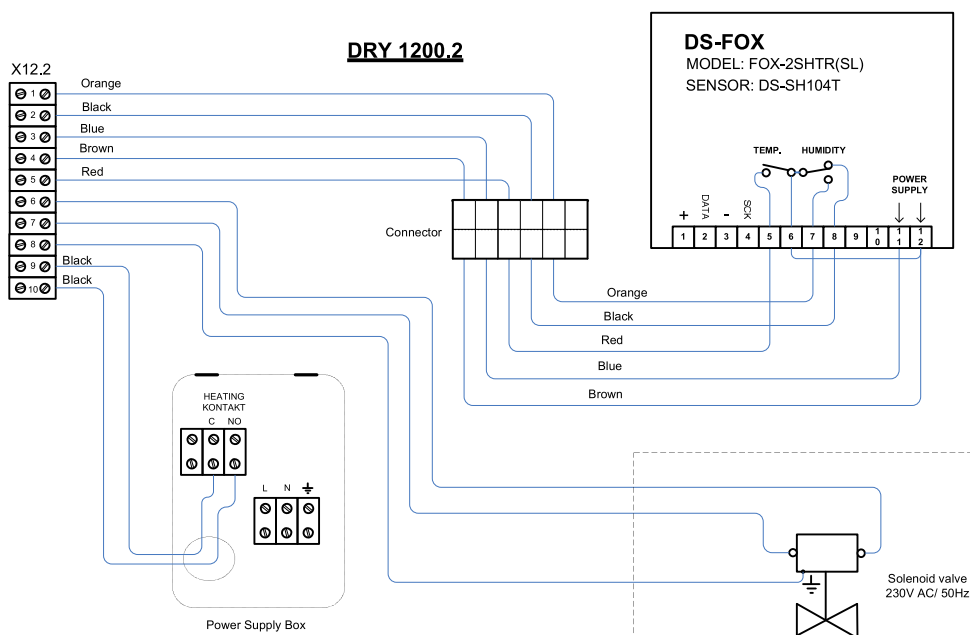 DRY 1200.2
DS-FOX
MODEL: FOX-2SHTR(SL)
SENSOR: DS-SH104T
X12.2
1
2
3
4
5
6
7
8
9
10
Orange
Black
Blue
Brown
Red
Black
Black
Connector
TEMP.
HUMIDITY
POWER
SUPPLY
+
DATA
-
SCK
1
2
3
4
5
6
7
8
9
10
11
12
Orange
Black
Red
Blue
Brown
HEATING
KONTAKT
C
NO
L
N
Power Supply Box
Solenoid valve
230V AC/ 50Hz